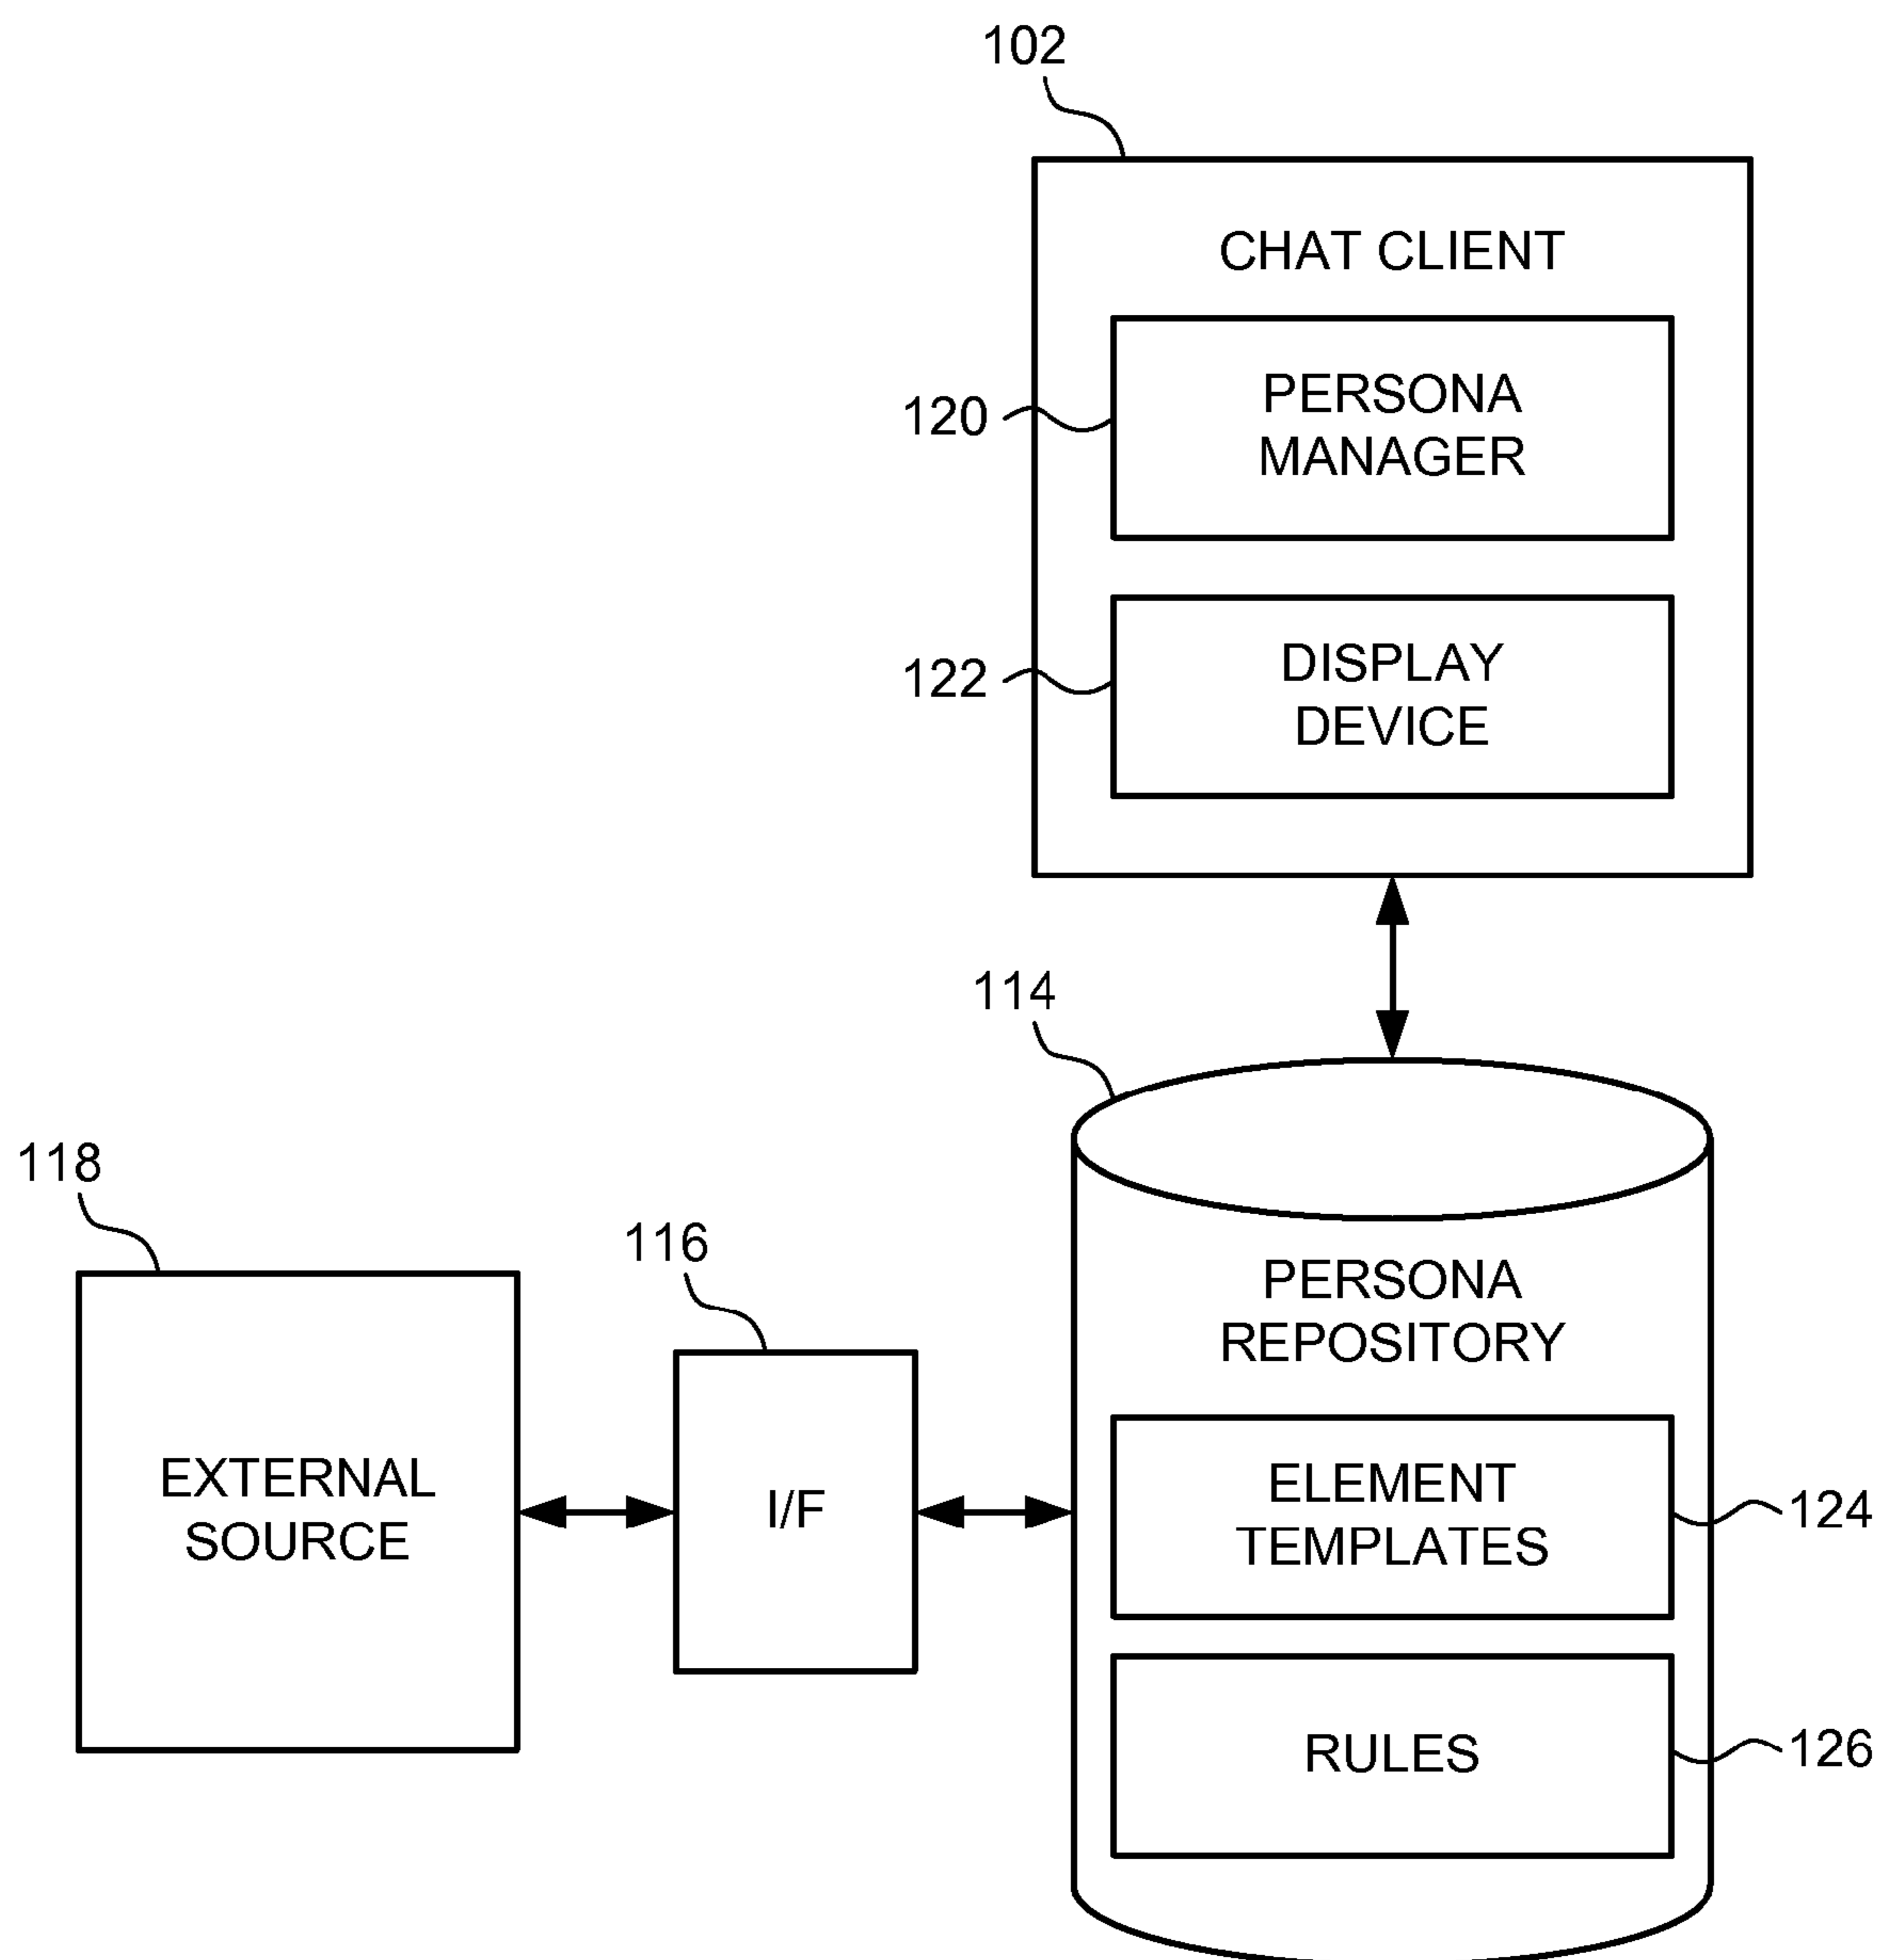 102
CHAT CLIENT
120
PERSONA
MANAGER
122
DISPLAY
DEVICE
114
118
116
PERSONA
REPOSITORY
EXTERNAL
SOURCE
I/F
ELEMENT
TEMPLATES
124
RULES
126